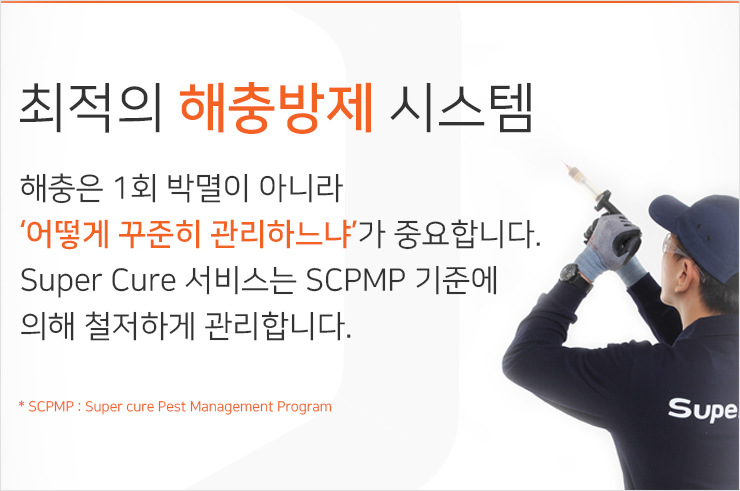 최적의 해충방제 시스템
해충은 1회 박멸이 아니라
‘어떻게 꾸준히 관리하느냐’가 중요합니다.
Super Cure 서비스는 SCPMP 기준에
의해 철저하게 관리합니다.
* SCPMP : Super cure Pest Management Program
Supe